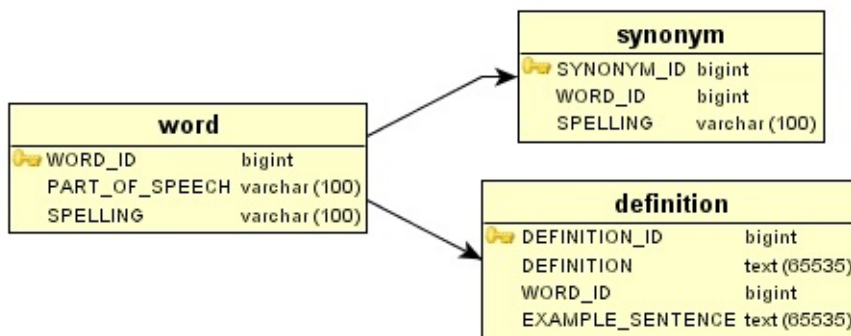 synonym
SYNONYM_ID bigint
WORD_ID bigint
SPELLING varchar(100)
word
WORD_ID bigint
PART_OF_SPEECH varchar(100)
SPELLING varchar(100)
definition
DEFINITION_ID bigint
DEFINITION text(65535)
WORD_ID bigint
EXAMPLE_SENTENCE text(65535)